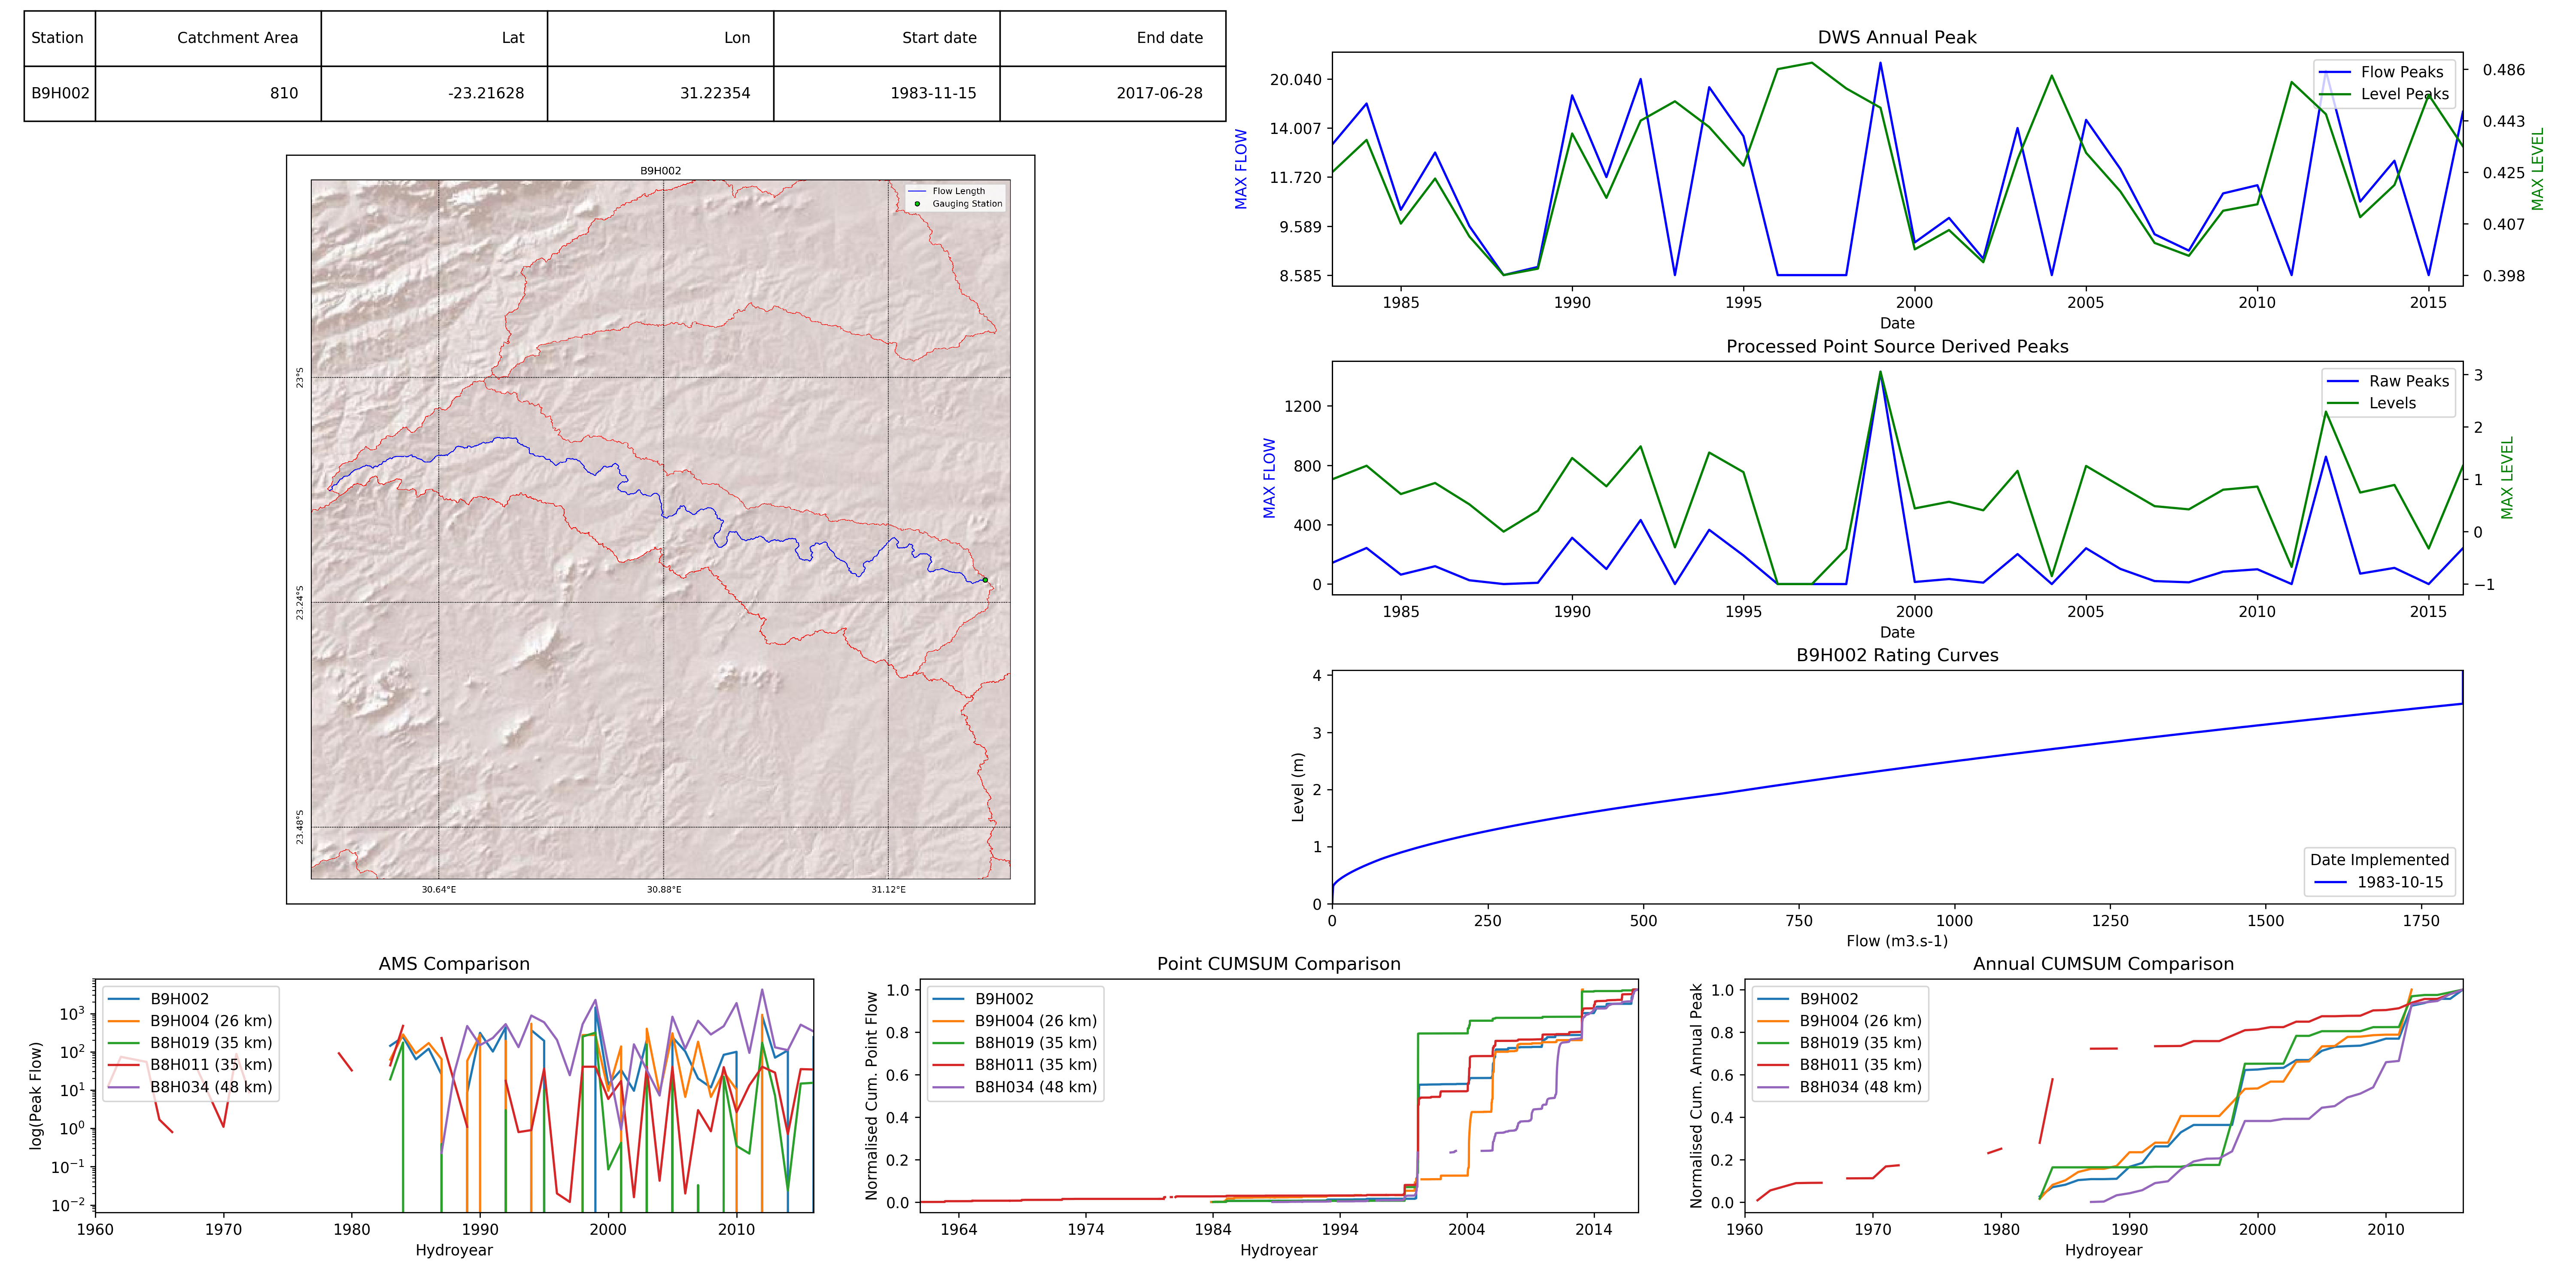 Station Catchment Area Lat Lon Start date End date
B9H002 810 -23.21628 31.22354 1983-11-15 2017-06-28
B9H002
Flow Length
Gauging Station
23°S
23.24°S
23.48°S
30.64°E 30.88°E 31.12°E
DWS Annual Peak
Flow Peaks
Level Peaks
MAX FLOW
20.040
14.007
11.720
9.589
8.585
MAX LEVEL
0.486
0.443
0.425
0.407
0.398
1985 1990 1995 2000 2005 2010 2015
Date
Processed Point Source Derived Peaks
Raw Peaks
Levels
MAX FLOW
1200
800
400
0
MAX LEVEL
3
2
1
0
−1
1985 1990 1995 2000 2005 2010 2015
Date
B9H002 Rating Curves
Level (m)
4
3
2
1
0
Date Implemented
1983-10-15
0 250 500 750 1000 1250 1500 1750
Flow (m3.s-1)
AMS Comparison
B9H002
B9H004 (26 km)
B8H019 (35 km)
B8H011 (35 km)
B8H034 (48 km)
log(Peak Flow)
10³
10²
10¹
10⁰
10⁻¹
10⁻²
1960 1970 1980 1990 2000 2010
Hydroyear
Point CUMSUM Comparison
B9H002
B9H004 (26 km)
B8H019 (35 km)
B8H011 (35 km)
B8H034 (48 km)
Normalised Cum. Point Flow
1.0
0.8
0.6
0.4
0.2
0.0
1964 1974 1984 1994 2004 2014
Hydroyear
Annual CUMSUM Comparison
B9H002
B9H004 (26 km)
B8H019 (35 km)
B8H011 (35 km)
B8H034 (48 km)
Normalised Cum. Annual Peak
1.0
0.8
0.6
0.4
0.2
0.0
1960 1970 1980 1990 2000 2010
Hydroyear